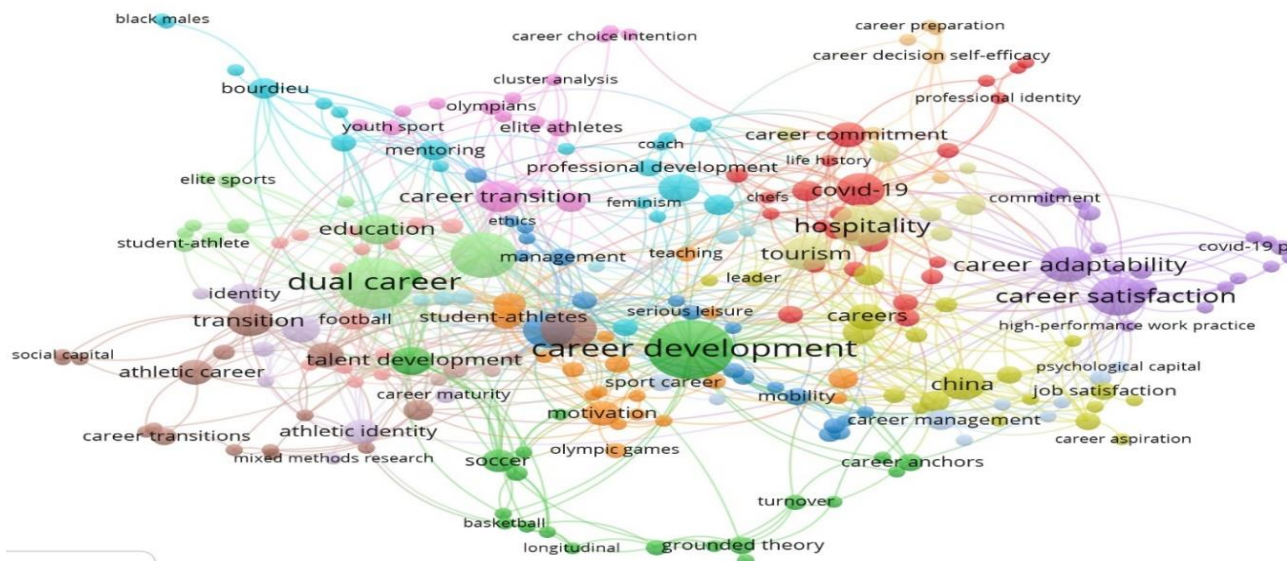 black males
career preparation
career choice intention
career decision self-efficacy
cluster analysis
bourdieu
professional identity
olympians
youth sport
elite athletes
career commitment
mentoring
coach
life history
elite sports
professional development
covid-19
career transition
chefs
commitment
feminism
education
ethics
hospitality
student-athlete
management
teaching
tourism
covid-19 p
career adaptability
dual career
leader
identity
career satisfaction
transition
football
student-athletes
serious leisure
careers
high-performance work practice
social capital
career development
athletic career
talent development
psychological capital
sport career
china
job satisfaction
career maturity
mobility
motivation
career management
career transitions
athletic identity
career aspiration
mixed methods research
olympic games
soccer
career anchors
turnover
basketball
longitudinal
grounded theory